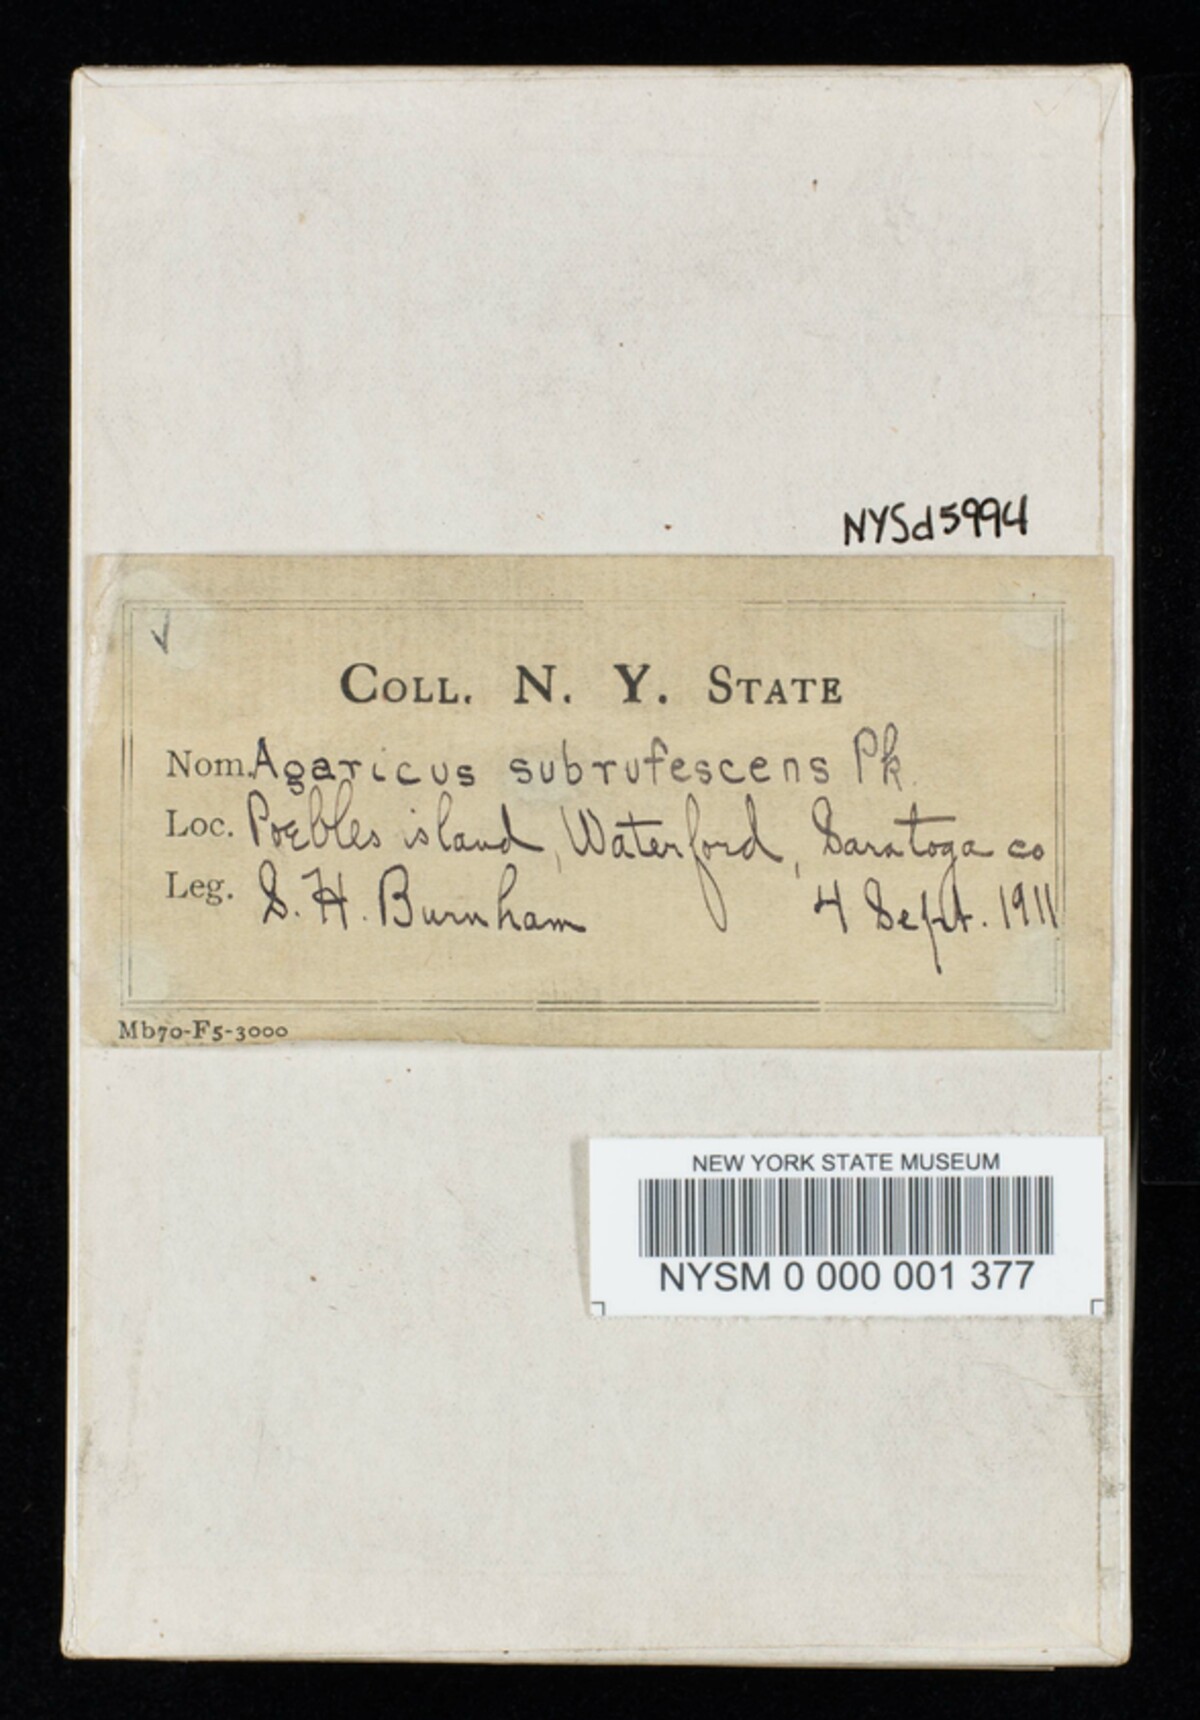 NYSd5994
COLL. N. Y. STATE
Nom. Agaricus subrufescens Pk.
Loc. Poebles island, Waterford, Saratoga co
Leg. S. H. Burnham 4 Sept. 1911
Mb70-F5-3000
NEW YORK STATE MUSEUM
NYSM 0 000 001 377